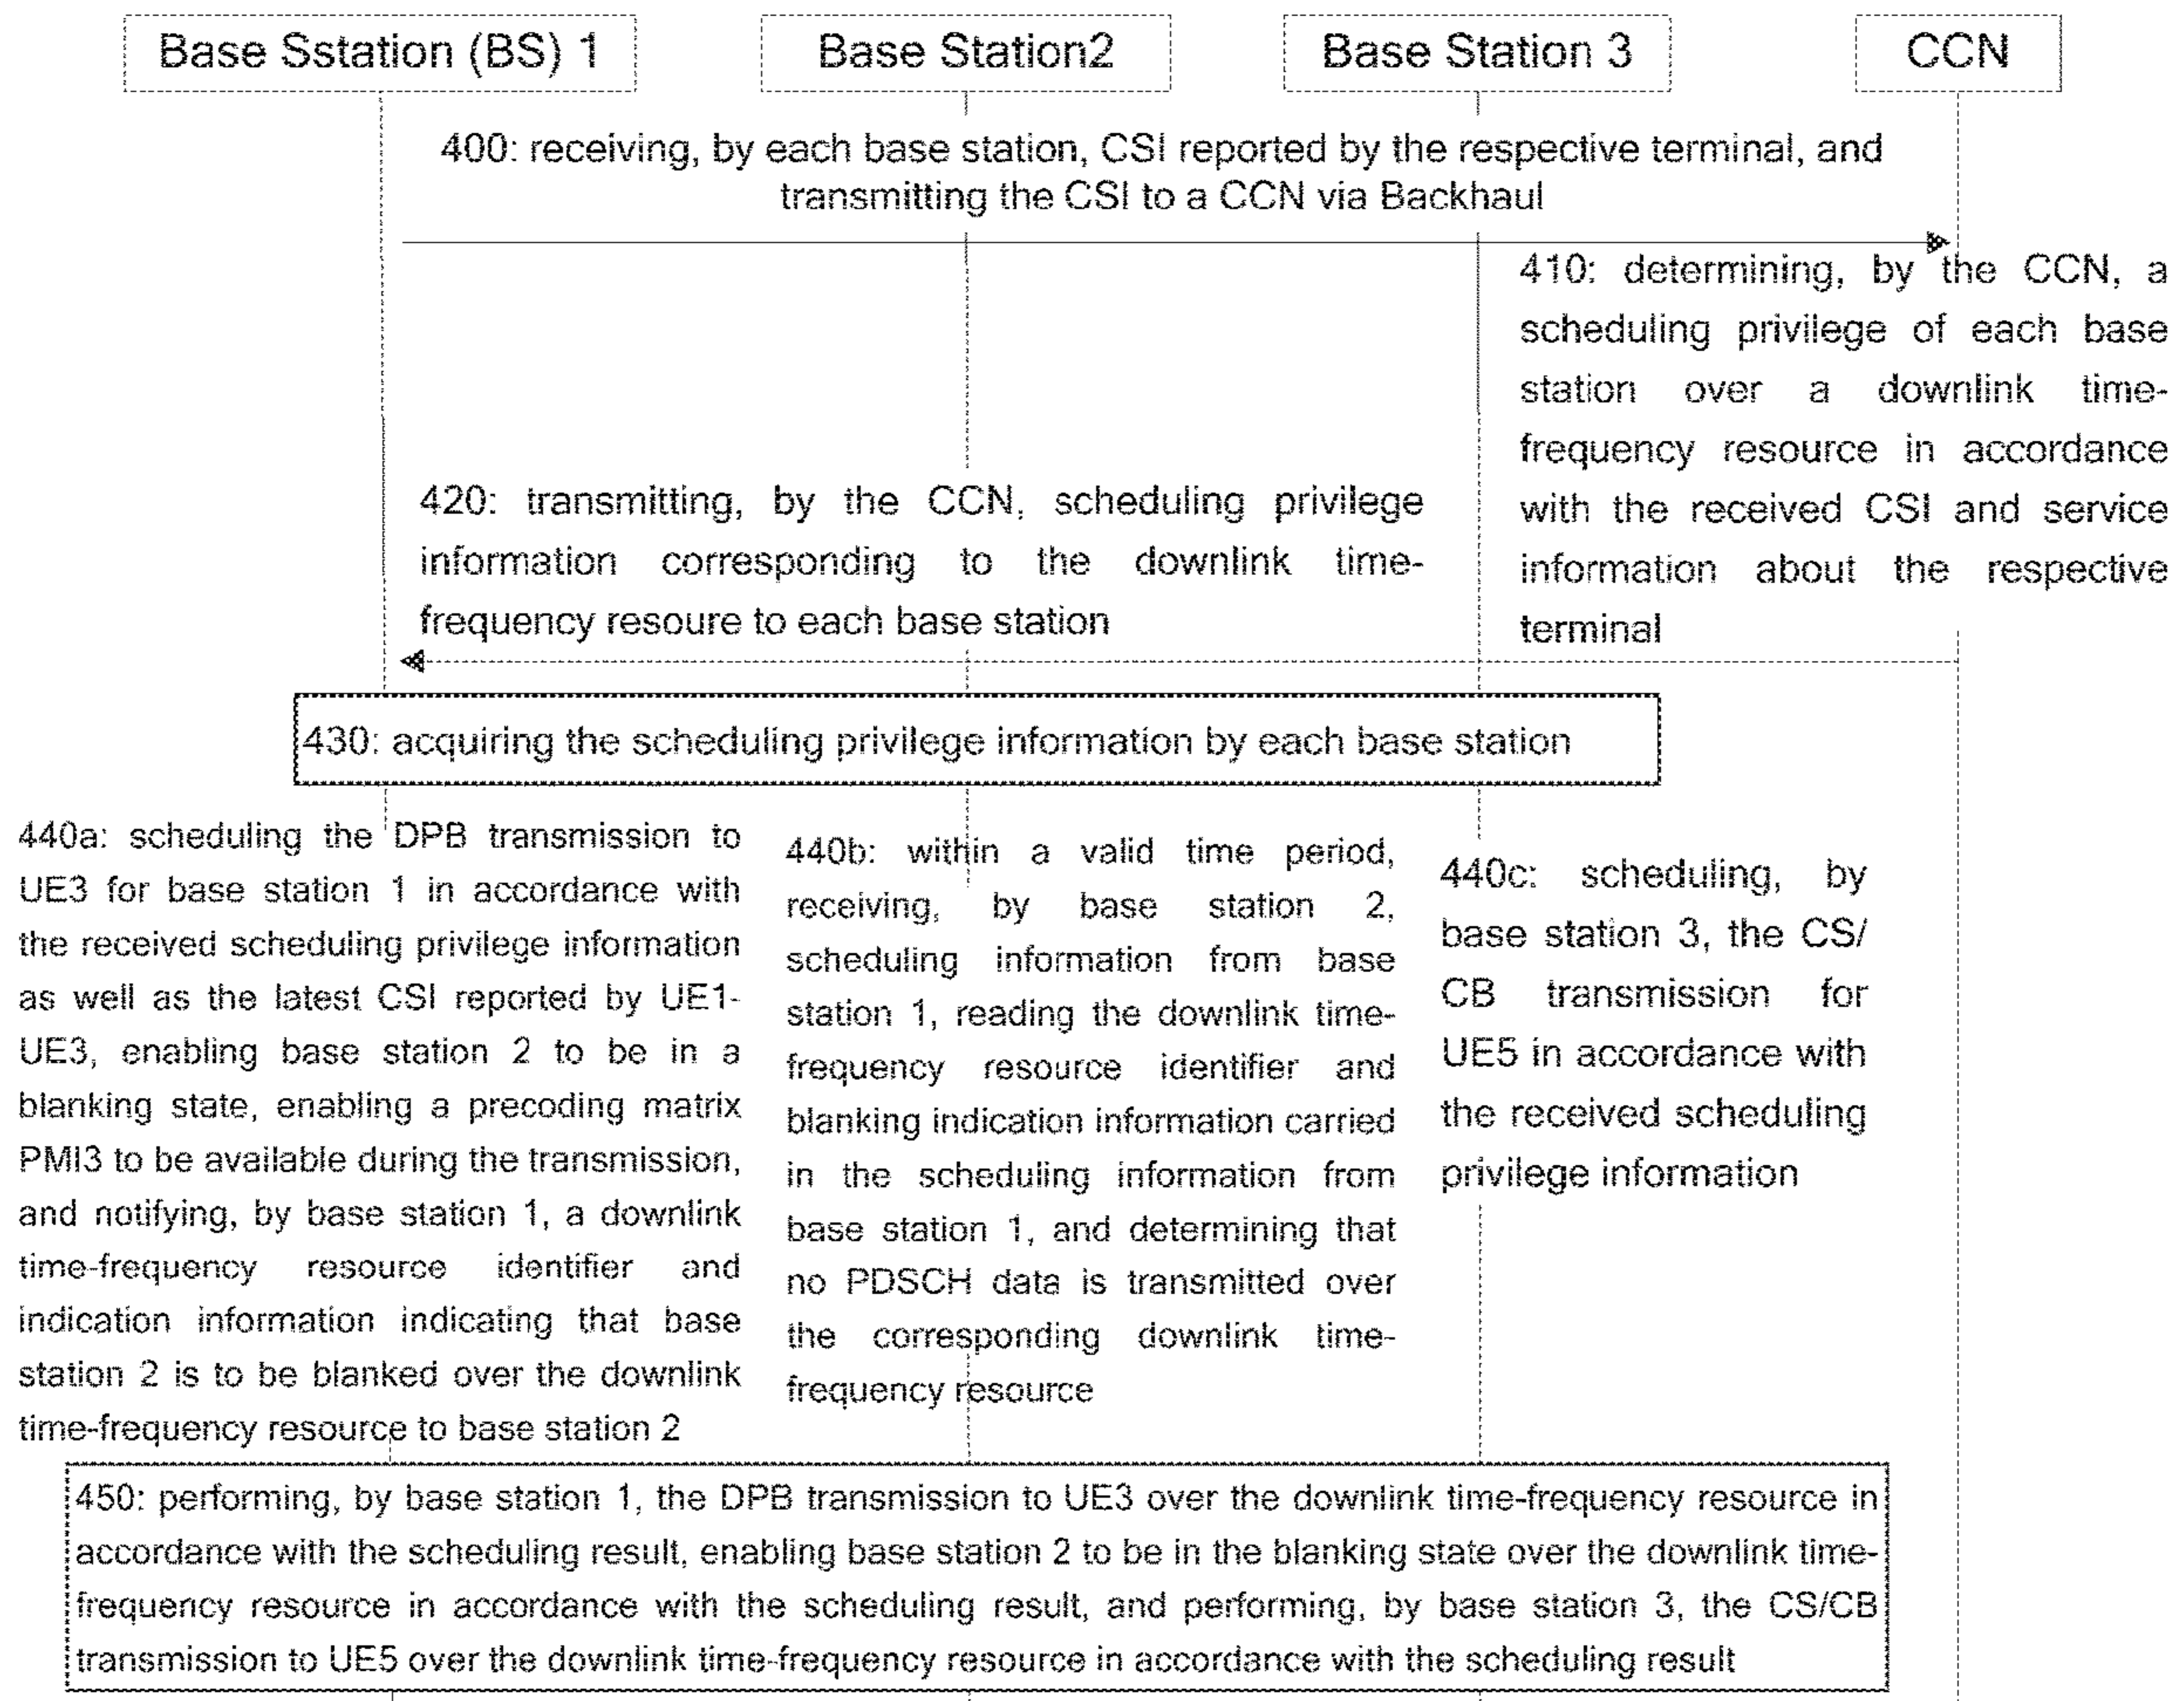 Base Sstation (BS) 1
Base Station2
Base Station 3
CCN
400: receiving, by each base station, CSI reported by the respective terminal, and
transmitting the CSI to a CCN via Backhaul
410: determining, by the CCN, a
scheduling privilege of each base
station over a downlink time-
frequency resource in accordance
with the received CSI and service
information about the respective
terminal
420: transmitting, by the CCN, scheduling privilege
information corresponding to the downlink time-
frequency resoure to each base station
430: acquiring the scheduling privilege information by each base station
440a: scheduling the DPB transmission to
UE3 for base station 1 in accordance with
the received scheduling privilege information
as well as the latest CSI reported by UE1-
UE3, enabling base station 2 to be in a
blanking state, enabling a precoding matrix
PMI3 to be available during the transmission,
and notifying, by base station 1, a downlink
time-frequency resource identifier and
indication information indicating that base
station 2 is to be blanked over the downlink
time-frequency resource to base station 2
440b: within a valid time period,
receiving, by base station 2,
scheduling information from base
station 1, reading the downlink time-
frequency resource identifier and
blanking indication information carried
in the scheduling information from
base station 1, and determining that
no PDSCH data is transmitted over
the corresponding downlink time-
frequency resource
440c: scheduling, by
base station 3, the CS/
CB transmission for
UE5 in accordance with
the received scheduling
privilege information
450: performing, by base station 1, the DPB transmission to UE3 over the downlink time-frequency resource in
accordance with the scheduling result, enabling base station 2 to be in the blanking state over the downlink time-
frequency resource in accordance with the scheduling result, and performing, by base station 3, the CS/CB
transmission to UE5 over the downlink time-frequency resource in accordance with the scheduling result